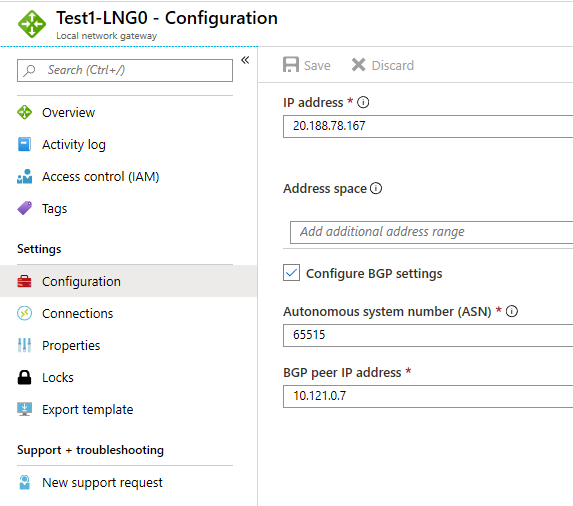 Test1-LNG0 - Configuration
Local network gateway
Search (Ctrl+/)
«
Overview
Activity log
Access control (IAM)
Tags
Settings
Configuration
Connections
Properties
Locks
Export template
Support + troubleshooting
New support request
Save
Discard
IP address *
20.188.78.167
Address space
Add additional address range
Configure BGP settings
Autonomous system number (ASN) *
65515
BGP peer IP address *
10.121.0.7